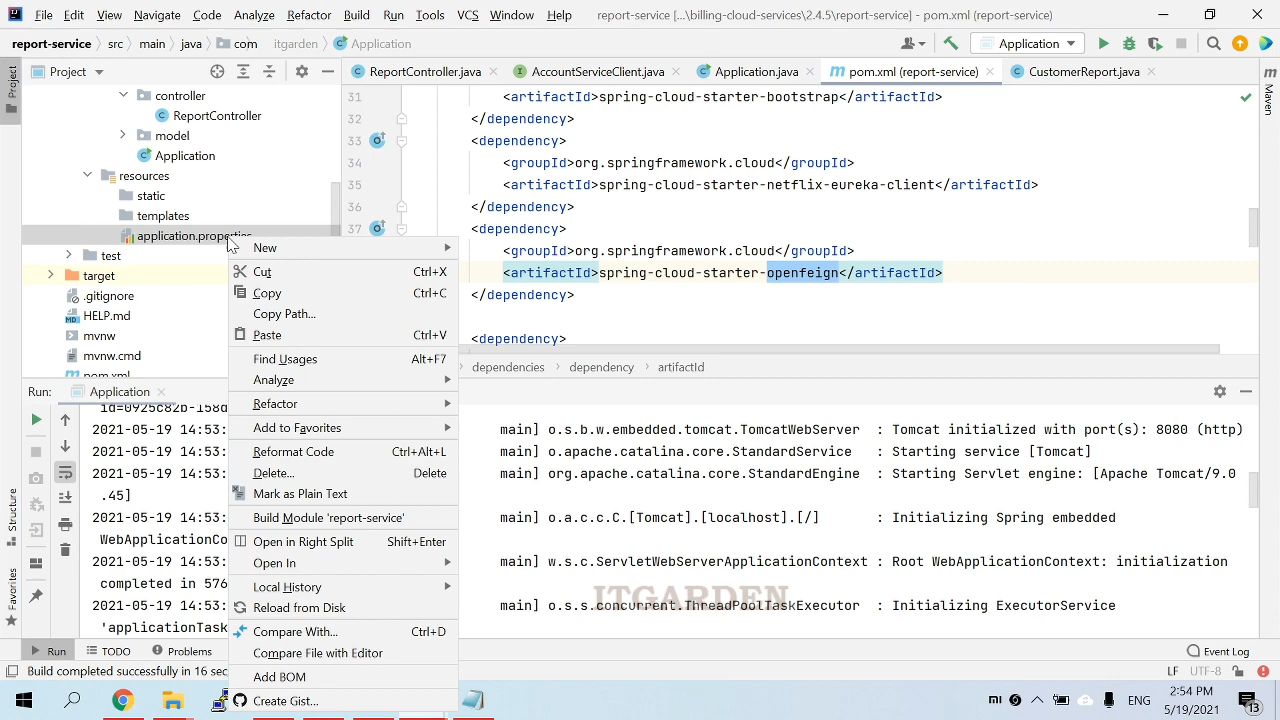 File Edit View Navigate Code Analyze Refactor Build Run Tools VCS Window Help report-service [...\billing cloud-services\2.4.5\report-service] - pom.xml (report-service)
report-service src main java com itgarden Application Application
Project ReportController.java AccountServiceClient.java Application.java pom.xml (report-service) CustomerReport.java
Project
Maven
Structure
Favorites
controller
ReportController
model
Application
resources
static
templates
application.properties
test
target
.gitignore
HELP.md
mvnw
mvnw.cmd
pom.xml
31 <artifactId>spring-cloud-starter-bootstrap</artifactId>
32 </dependency>
33 <dependency>
34 <groupId>org.springframework.cloud</groupId>
35 <artifactId>spring-cloud-starter-netflix-eureka-client</artifactId>
36 </dependency>
37 <dependency>
<groupId>org.springframework.cloud</groupId>
<artifactId>spring-cloud-starter-openfeign</artifactId>
</dependency>
<dependency>
dependencies dependency artifactId
New
Cut Ctrl+X
Copy Ctrl+C
Copy Path...
Paste Ctrl+V
Find Usages Alt+F7
Analyze
Refactor
Add to Favorites
Reformat Code Ctrl+Alt+L
Delete... Delete
Mark as Plain Text
Build Module 'report-service'
Open in Right Split Shift+Enter
Open In
Local History
Reload from Disk
Compare With... Ctrl+D
Compare File with Editor
Add BOM
Create Gist...
Run: Application
id=0925c82b-158d
2021-05-19 14:53: main] o.s.b.w.embedded.tomcat.TomcatWebServer : Tomcat initialized with port(s): 8080 (http)
2021-05-19 14:53: main] o.apache.catalina.core.StandardService : Starting service [Tomcat]
2021-05-19 14:53: main] org.apache.catalina.core.StandardEngine : Starting Servlet engine: [Apache Tomcat/9.0
.45]
2021-05-19 14:53: main] o.a.c.c.C.[Tomcat].[localhost].[/] : Initializing Spring embedded
WebApplicationCo
2021-05-19 14:53: main] w.s.c.ServletWebServerApplicationContext : Root WebApplicationContext: initialization
completed in 576
2021-05-19 14:53: main] o.s.s.concurrent.ThreadPoolTaskExecutor : Initializing ExecutorService
'applicationTask
ITGARDEN
Run TODO Problems Event Log
Build completed successfully in 16 sec LF UTF-8
ENG 2:54 PM
5/19/2021
13